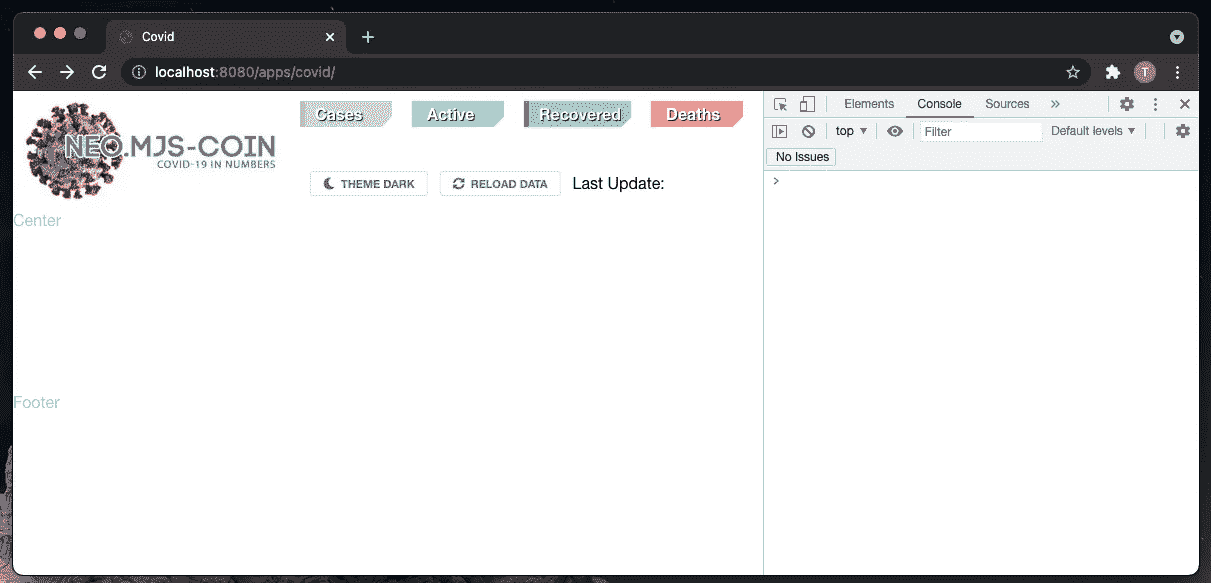 Covid
localhost:8080/apps/covid/
T
NEO.MJS-COIN
COVID-19 IN NUMBERS
Cases Active Recovered Deaths
THEME DARK RELOAD DATA Last Update:
Center
Footer
Elements Console Sources »
top ▼ Filter Default levels ▼
No Issues
>